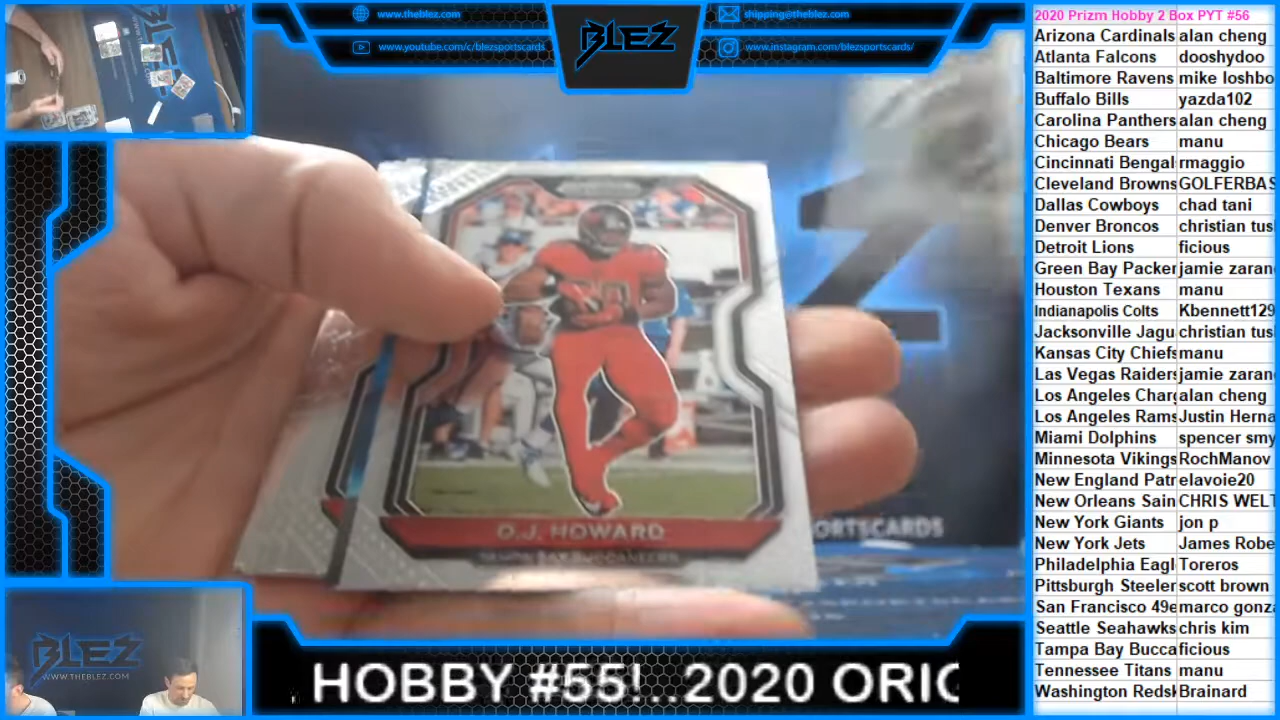 www.theblez.com
shipping@theblez.com
www.youtube.com/c/blezsportscards
www.instagram.com/blezsportscards/
BLEZ
O.J. HOWARD
TAMPA BAY BUCCANEERS
ORTSCARDS
BLEZ
WWW.THEBLEZ.COM
HOBBY #55!...2020 ORIG
2020 Prizm Hobby 2 Box PYT #56
Arizona Cardinals alan cheng
Atlanta Falcons dooshydoo
Baltimore Ravens mike loshbo
Buffalo Bills yazda102
Carolina Panthers alan cheng
Chicago Bears manu
Cincinnati Bengal rmaggio
Cleveland Browns GOLFERBAS
Dallas Cowboys chad tani
Denver Broncos christian tus
Detroit Lions ficious
Green Bay Packer jamie zaran
Houston Texans manu
Indianapolis Colts Kbennett129
Jacksonville Jagu christian tus
Kansas City Chiefs manu
Las Vegas Raiders jamie zaran
Los Angeles Charg alan cheng
Los Angeles Rams Justin Herna
Miami Dolphins spencer smy
Minnesota Vikings RochManov
New England Patr elavoie20
New Orleans Sain CHRIS WELT
New York Giants jon p
New York Jets James Robe
Philadelphia Eagl Toreros
Pittsburgh Steeler scott brown
San Francisco 49e marco gonza
Seattle Seahawks chris kim
Tampa Bay Bucca ficious
Tennessee Titans manu
Washington Redsk Brainard